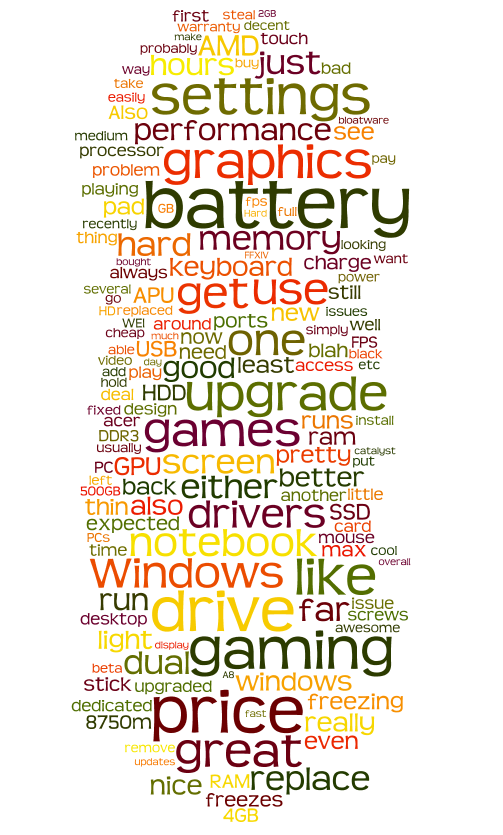 first steal 2GB
warranty decent
make
probably AMD touch
way hours buy just bad
take settings
easily
Also bloatware
medium performance see
processor graphics pay
problem
playing battery
pad GB fps full
recently Hard
thing hard memory looking
bought FFXIV
always keyboard charge want
several APU get use power still
go
HD replaced new issues
WEI around ports simply well
cheap much now one FPS
able USB need blah black
video day good least access etc
add play
hold HDD upgrade
deal
fixed design
acer games runs install
DDR3 ram
usually pretty catalyst
PC GPU screen put
left better
500GB back either another little
thin also drivers SSD
expected card
PCs notebook mouse
time max cool
overall
Windows like
run drive far issue
desktop screws
awesome
light gaming
display
beta dual A8 windows
stick upgraded
dedicated price freezing
8750m fast really
remove great even
updates
nice RAM replace
freezes
4GB